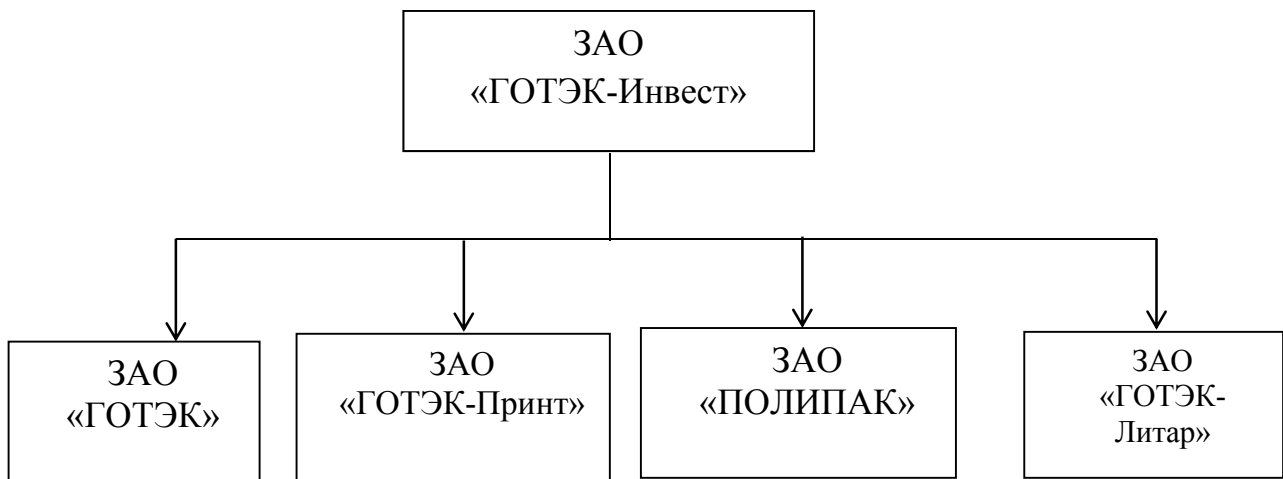 ЗАО
«ГОТЭК-Инвест»
ЗАО
«ГОТЭК»
ЗАО
«ГОТЭК-Принт»
ЗАО
«ПОЛИПАК»
ЗАО
«ГОТЭК-
Литар»